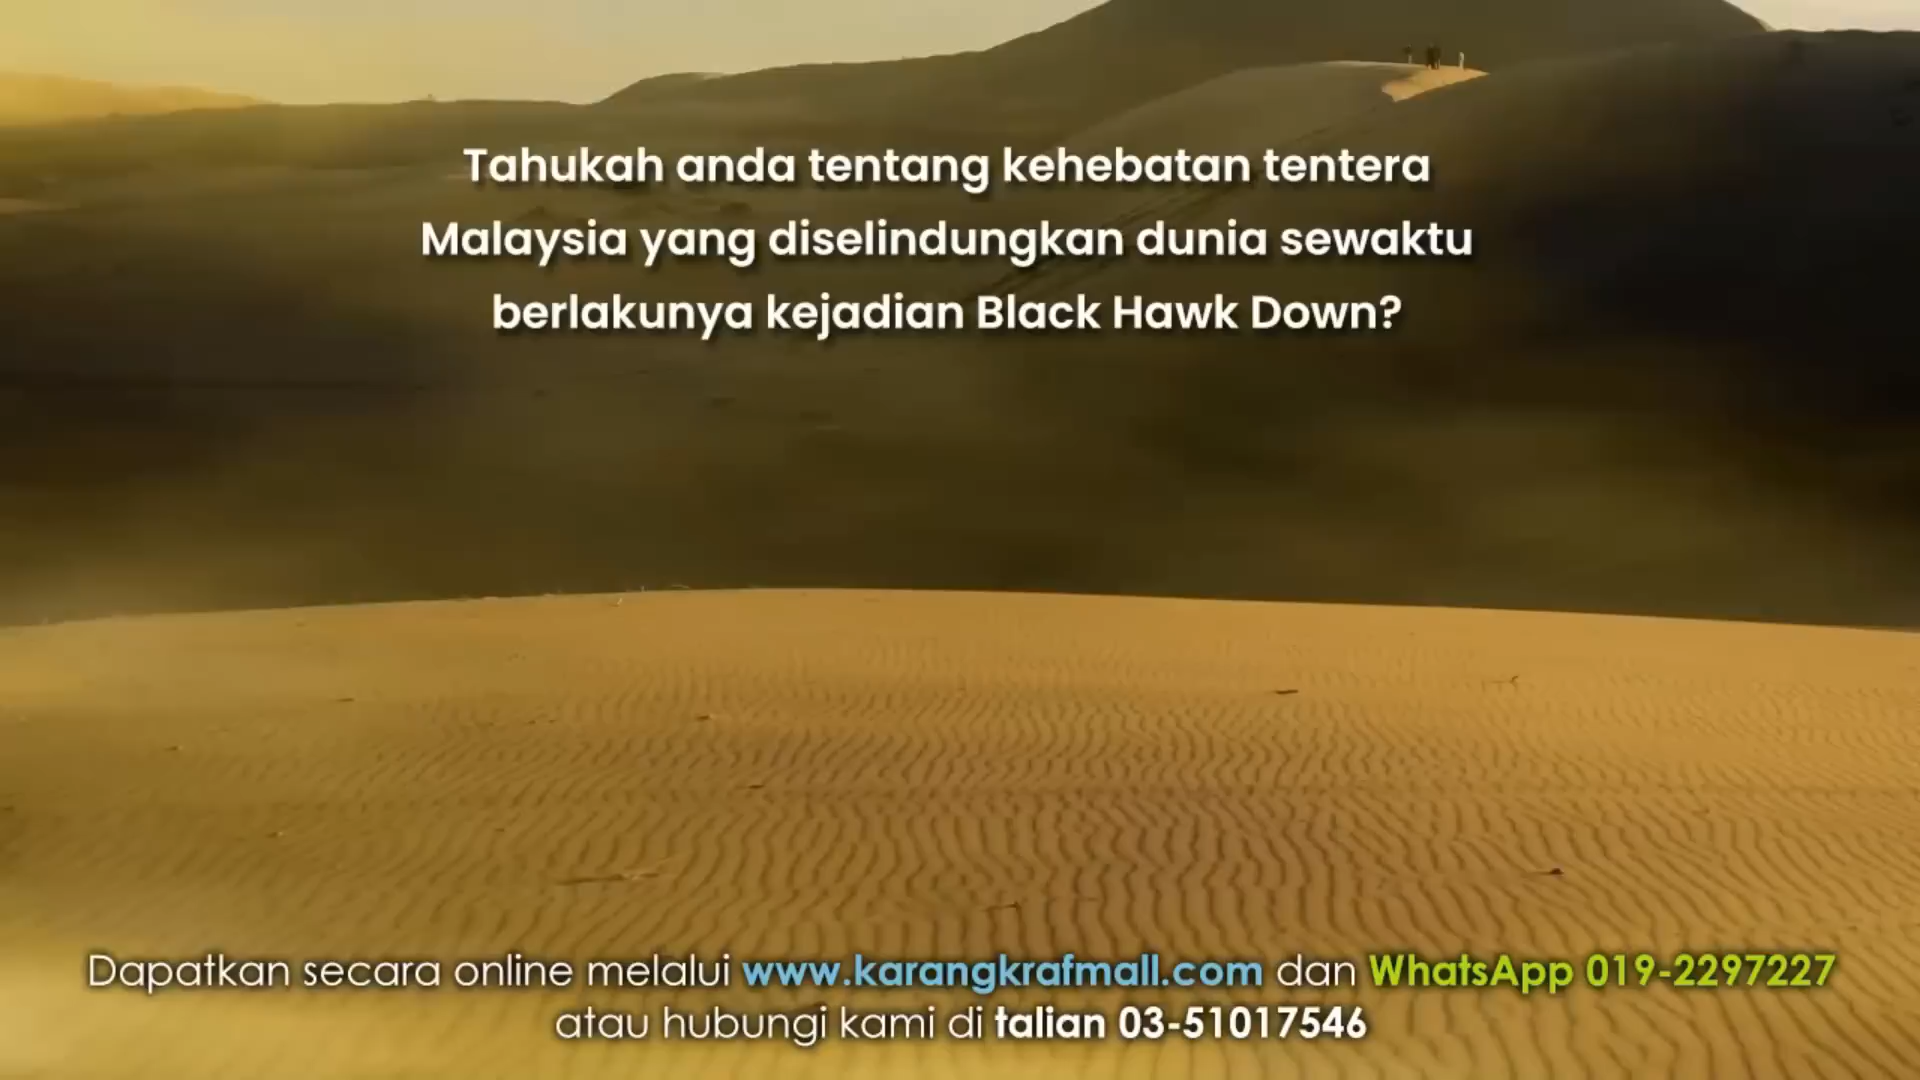 Tahukah anda tentang kehebatan tentera
Malaysia yang diselindungkan dunia sewaktu
berlakunya kejadian Black Hawk Down?
Dapatkan secara online melalui www.karangkrafmall.com dan WhatsApp 019-2297227
atau hubungi kami di talian 03-51017546